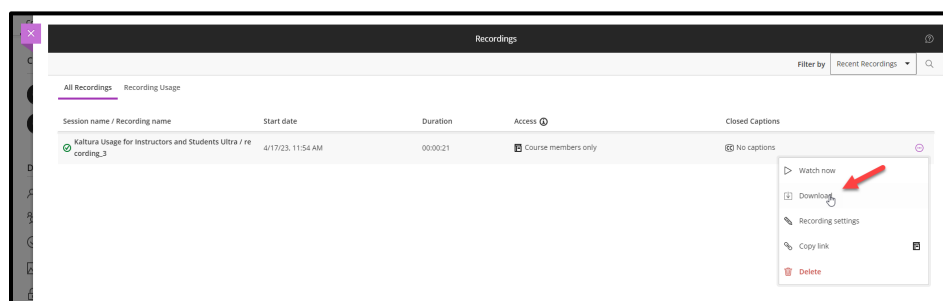 Recordings
Filter by Recent Recordings
All Recordings Recording Usage
Session name / Recording name Start date Duration Access Closed Captions
Kaltura Usage for Instructors and Students Ultra / re
cording_3 4/17/23, 11:54 AM 00:00:21 Course members only No captions
Watch now
Download
Recording settings
Copy link
Delete